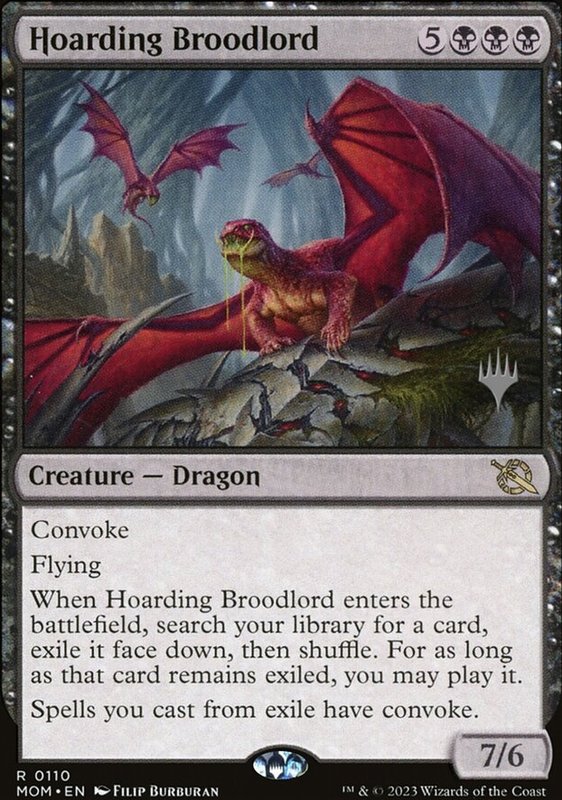 Hoarding Broodlord 5
Creature — Dragon
Convoke
Flying
When Hoarding Broodlord enters the
battlefield, search your library for a card,
exile it face down, then shuffle. For as long
as that card remains exiled, you may play it.
Spells you cast from exile have convoke.
7/6
R 0110
MOM • EN Filip Burburan
™ & © 2023 Wizards of the Coast